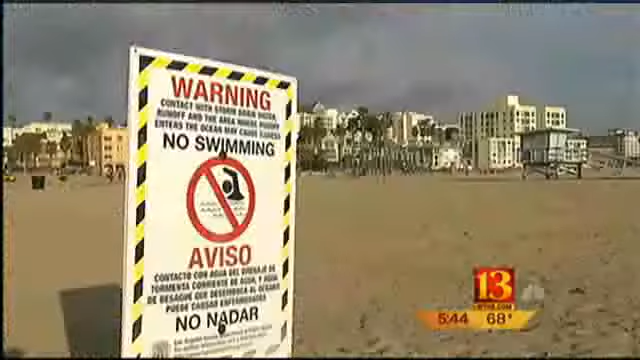 WARNING
CONTACT WITH STORM DRAIN WATER,
RUNOFF AND THE AREA WHERE RUNOFF
ENTERS THE OCEAN MAY CAUSE ILLNESS
NO SWIMMING
AVISO
CONTACTO CON AGUA DEL DRENAJE DE
TORMENTA CORRIENTE DE AGUA, Y AGUA
DE DESAGUE QUE DESEMBOCA AL OCEANO
PUEDE CAUSAR ENFERMEDADES
NO NADAR
13
5:44 68°